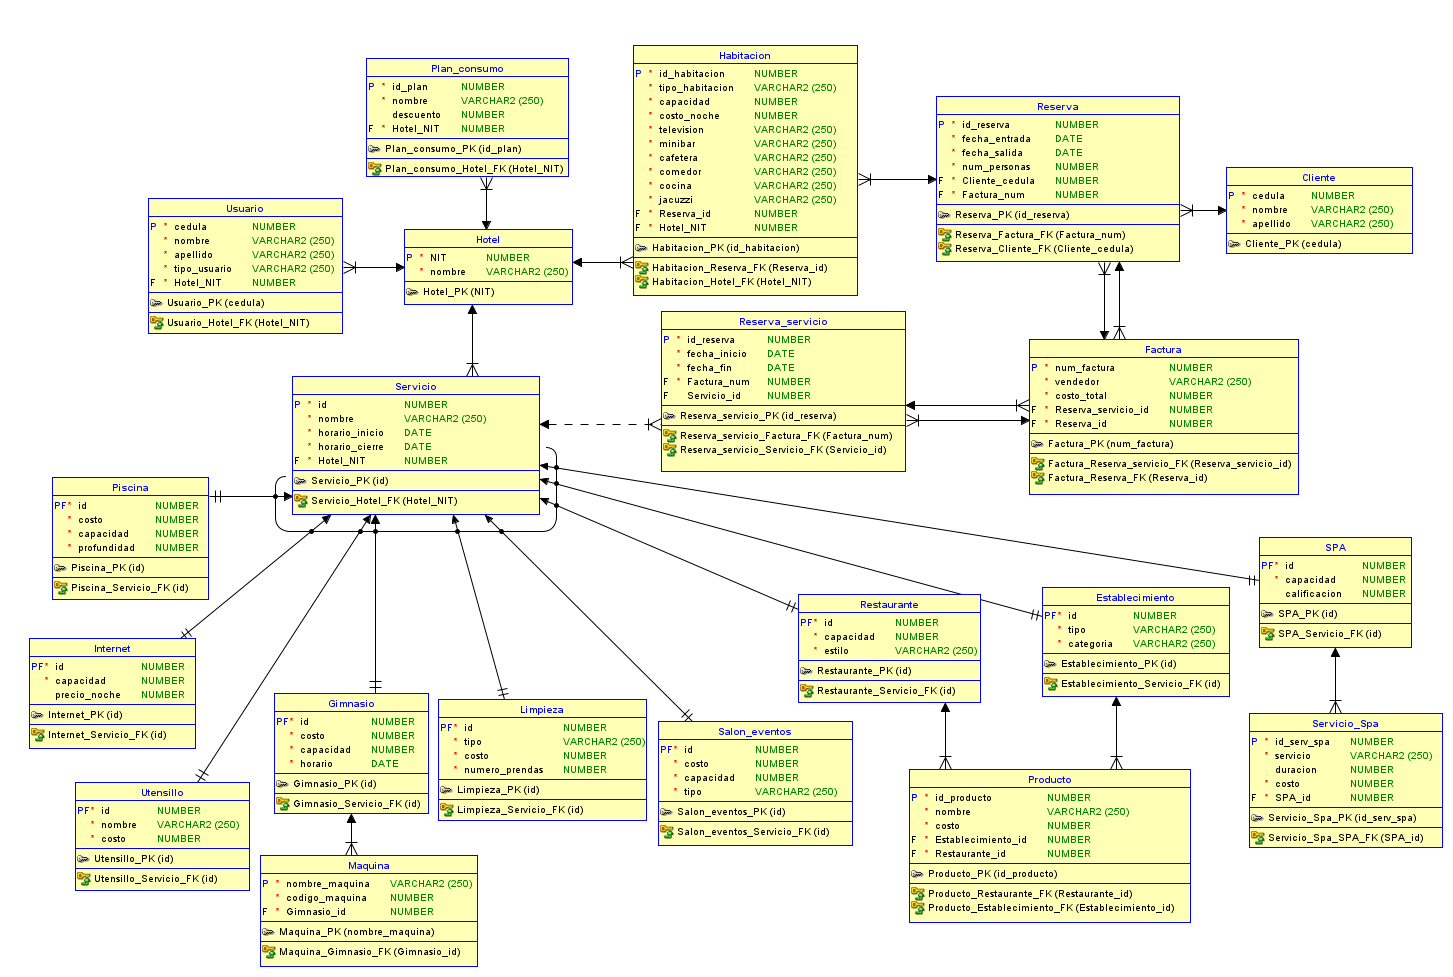 Plan_consumo
P * id_plan NUMBER
* nombre VARCHAR2 (250)
descuento NUMBER
F * Hotel_NIT NUMBER
Plan_consumo_PK (id_plan)
Plan_consumo_Hotel_FK (Hotel_NIT)
Habitacion
P * id_habitacion NUMBER
* tipo_habitacion VARCHAR2 (250)
* capacidad NUMBER
* costo_noche NUMBER
* television VARCHAR2 (250)
* minibar VARCHAR2 (250)
* cafetera VARCHAR2 (250)
* comedor VARCHAR2 (250)
* cocina VARCHAR2 (250)
* jacuzzi VARCHAR2 (250)
F * Reserva_id NUMBER
F * Hotel_NIT NUMBER
Habitacion_PK (id_habitacion)
Habitacion_Reserva_FK (Reserva_id)
Habitacion_Hotel_FK (Hotel_NIT)
Reserva
P * id_reserva NUMBER
* fecha_entrada DATE
* fecha_salida DATE
* num_personas NUMBER
F * Cliente_cedula NUMBER
F * Factura_num NUMBER
Reserva_PK (id_reserva)
Reserva_Factura_FK (Factura_num)
Reserva_Cliente_FK (Cliente_cedula)
Cliente
P * cedula NUMBER
* nombre VARCHAR2 (250)
* apellido VARCHAR2 (250)
Cliente_PK (cedula)
Usuario
P * cedula NUMBER
* nombre VARCHAR2 (250)
* apellido VARCHAR2 (250)
* tipo_usuario VARCHAR2 (250)
F * Hotel_NIT NUMBER
Usuario_PK (cedula)
Usuario_Hotel_FK (Hotel_NIT)
Hotel
P * NIT NUMBER
* nombre VARCHAR2 (250)
Hotel_PK (NIT)
Reserva_servicio
P * id_reserva NUMBER
* fecha_inicio DATE
* fecha_fin DATE
F * Factura_num NUMBER
F Servicio_id NUMBER
Reserva_servicio_PK (id_reserva)
Reserva_servicio_Factura_FK (Factura_num)
Reserva_servicio_Servicio_FK (Servicio_id)
Factura
P * num_factura NUMBER
* vendedor VARCHAR2 (250)
* costo_total NUMBER
F * Reserva_servicio_id NUMBER
F * Reserva_id NUMBER
Factura_PK (num_factura)
Factura_Reserva_servicio_FK (Reserva_servicio_id)
Factura_Reserva_FK (Reserva_id)
Servicio
P * id NUMBER
* nombre VARCHAR2 (250)
* horario_inicio DATE
* horario_cierre DATE
F * Hotel_NIT NUMBER
Servicio_PK (id)
Servicio_Hotel_FK (Hotel_NIT)
Piscina
PF* id NUMBER
* costo NUMBER
* capacidad NUMBER
* profundidad NUMBER
Piscina_PK (id)
Piscina_Servicio_FK (id)
SPA
PF* id NUMBER
* capacidad NUMBER
calificacion NUMBER
SPA_PK (id)
SPA_Servicio_FK (id)
Restaurante
PF* id NUMBER
* capacidad NUMBER
* estilo VARCHAR2 (250)
Restaurante_PK (id)
Restaurante_Servicio_FK (id)
Establecimiento
PF* id NUMBER
* tipo VARCHAR2 (250)
* categoria VARCHAR2 (250)
Establecimiento_PK (id)
Establecimiento_Servicio_FK (id)
Internet
PF* id NUMBER
* capacidad NUMBER
precio_noche NUMBER
Internet_PK (id)
Internet_Servicio_FK (id)
Gimnasio
PF* id NUMBER
* costo NUMBER
* capacidad NUMBER
* horario DATE
Gimnasio_PK (id)
Gimnasio_Servicio_FK (id)
Limpieza
PF* id NUMBER
* tipo VARCHAR2 (250)
* costo NUMBER
* numero_prendas NUMBER
Limpieza_PK (id)
Limpieza_Servicio_FK (id)
Salon_eventos
PF* id NUMBER
* costo NUMBER
* capacidad NUMBER
* tipo VARCHAR2 (250)
Salon_eventos_PK (id)
Salon_eventos_Servicio_FK (id)
Servicio_Spa
P * id_serv_spa NUMBER
* servicio VARCHAR2 (250)
duracion NUMBER
* costo NUMBER
F * SPA_id NUMBER
Servicio_Spa_PK (id_serv_spa)
Servicio_Spa_SPA_FK (SPA_id)
Utensillo
PF* id NUMBER
* nombre VARCHAR2 (250)
* costo NUMBER
Utensillo_PK (id)
Utensillo_Servicio_FK (id)
Producto
P * id_producto NUMBER
* nombre VARCHAR2 (250)
* costo NUMBER
F * Establecimiento_id NUMBER
F * Restaurante_id NUMBER
Producto_PK (id_producto)
Producto_Restaurante_FK (Restaurante_id)
Producto_Establecimiento_FK (Establecimiento_id)
Maquina
P * nombre_maquina VARCHAR2 (250)
* codigo_maquina NUMBER
F * Gimnasio_id NUMBER
Maquina_PK (nombre_maquina)
Maquina_Gimnasio_FK (Gimnasio_id)